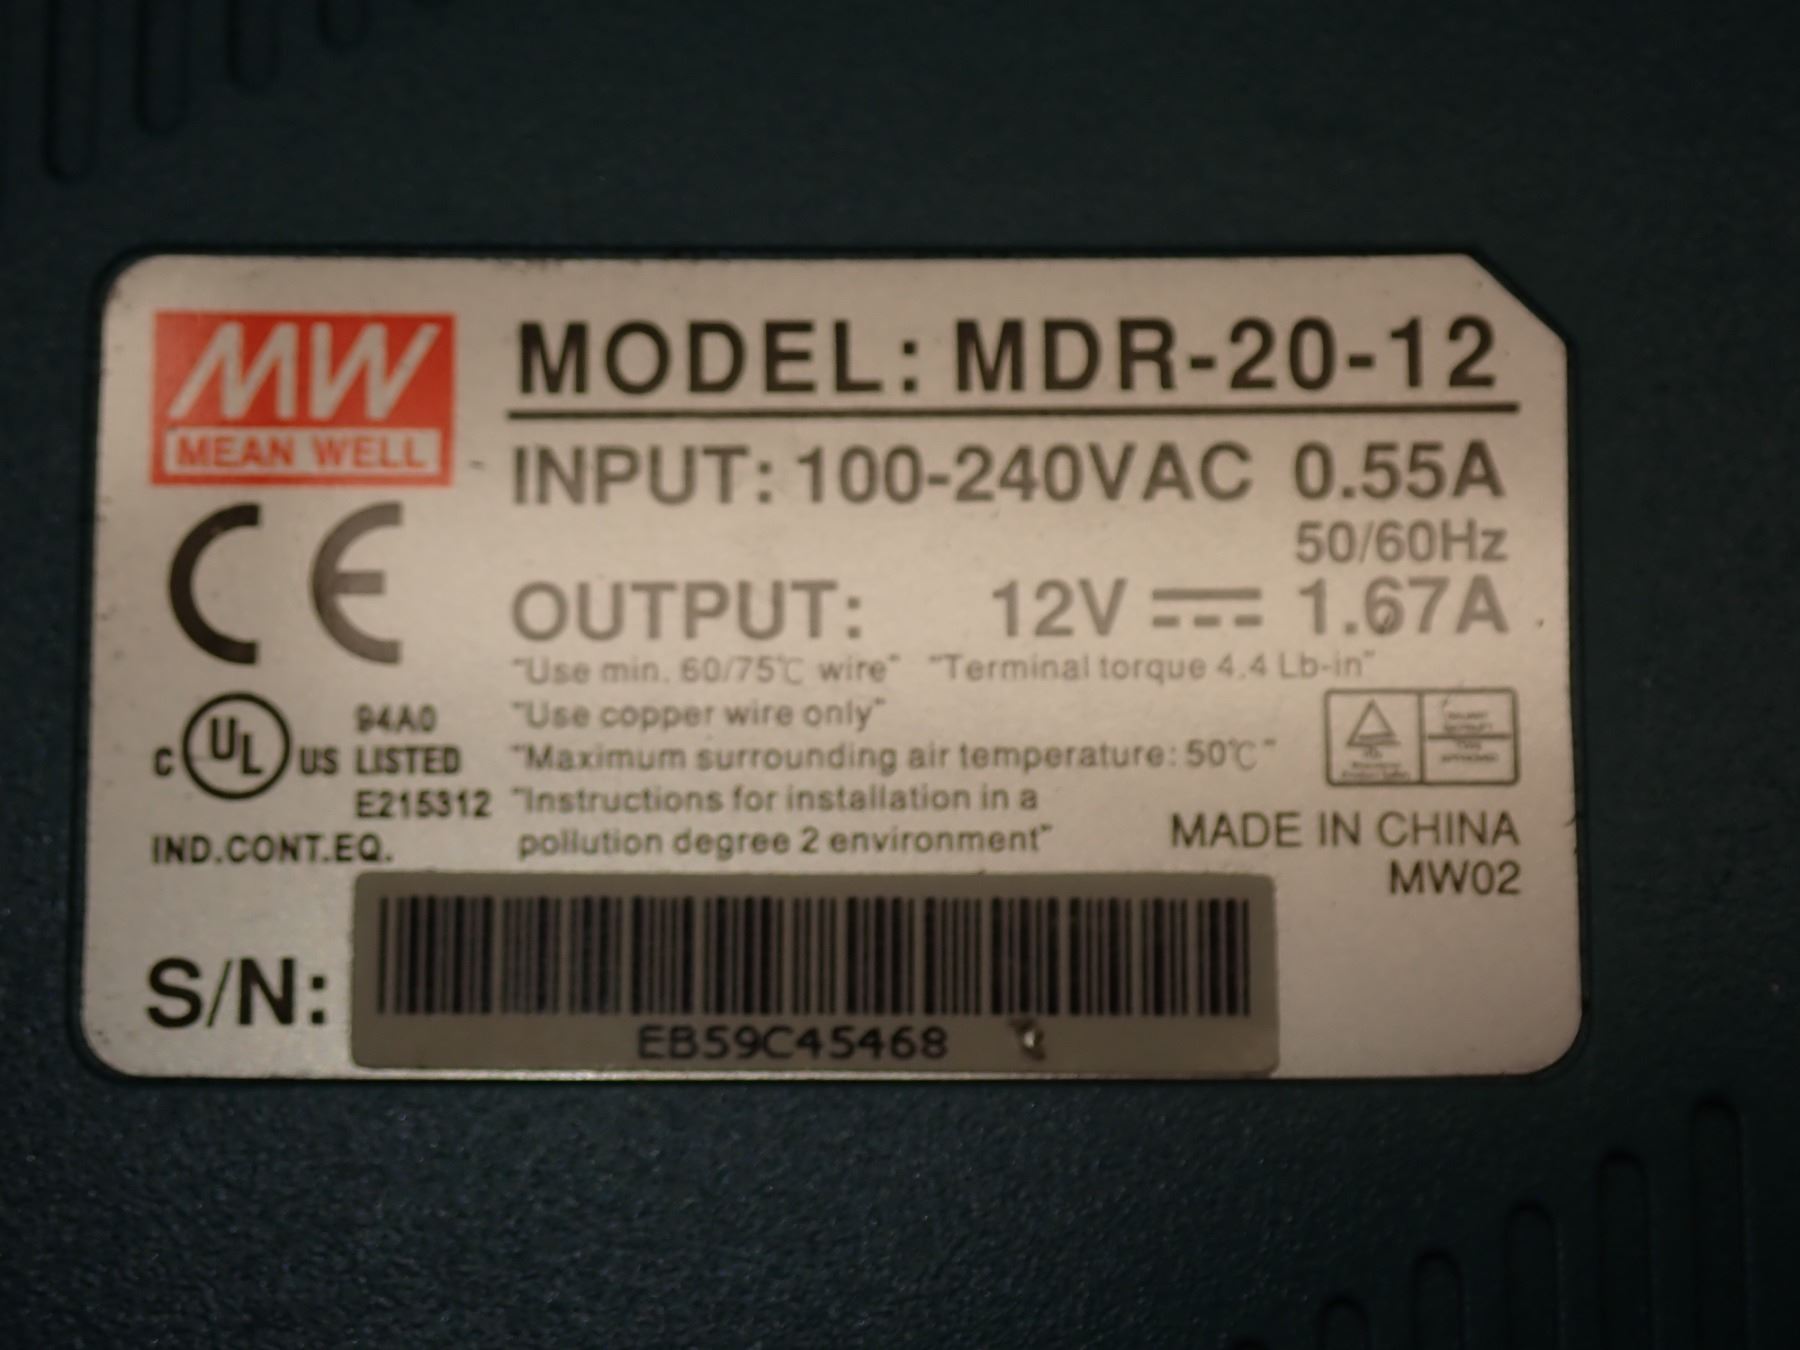 MW
MEAN WELL
MODEL: MDR-20-12
INPUT: 100-240VAC 0.55A
50/60Hz
OUTPUT: 12V ⎓ 1.67A
"Use min. 60/75℃ wire" "Terminal torque 4.4 Lb-in"
"Use copper wire only"
"Maximum surrounding air temperature: 50℃"
"Instructions for installation in a
pollution degree 2 environment"
CE
C UL US
94A0
LISTED
E215312
IND.CONT.EQ.
MADE IN CHINA
MW02
S/N:
EB59C45468